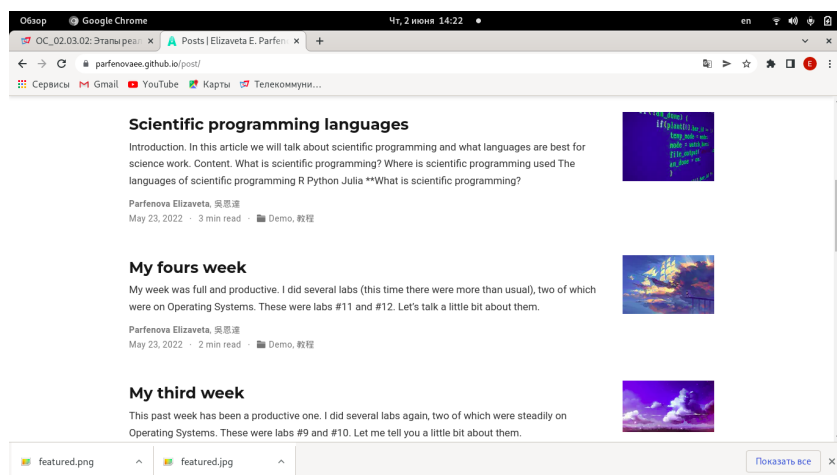 Обзор Google Chrome Чт, 2 июня 14:22 en
ОС_02.03.02: Этапы реал Posts | Elizaveta E. Parfen
parfenovaee.github.io/post/ E
Сервисы Gmail YouTube Карты Телекоммуни...
Scientific programming languages
Introduction. In this article we will talk about scientific programming and what languages are best for
science work. Content. What is scientific programming? Where is scientific programming used The
languages of scientific programming R Python Julia **What is scientific programming?
Parfenova Elizaveta, 吳恩達
May 23, 2022 · 3 min read · Demo, 教程
My fours week
My week was full and productive. I did several labs (this time there were more than usual), two of which
were on Operating Systems. These were labs #11 and #12. Let's talk a little bit about them.
Parfenova Elizaveta, 吳恩達
May 23, 2022 · 2 min read · Demo, 教程
My third week
This past week has been a productive one. I did several labs again, two of which were steadily on
Operating Systems. These were labs #9 and #10. Let me tell you a little bit about them.
featured.png featured.jpg Показать все